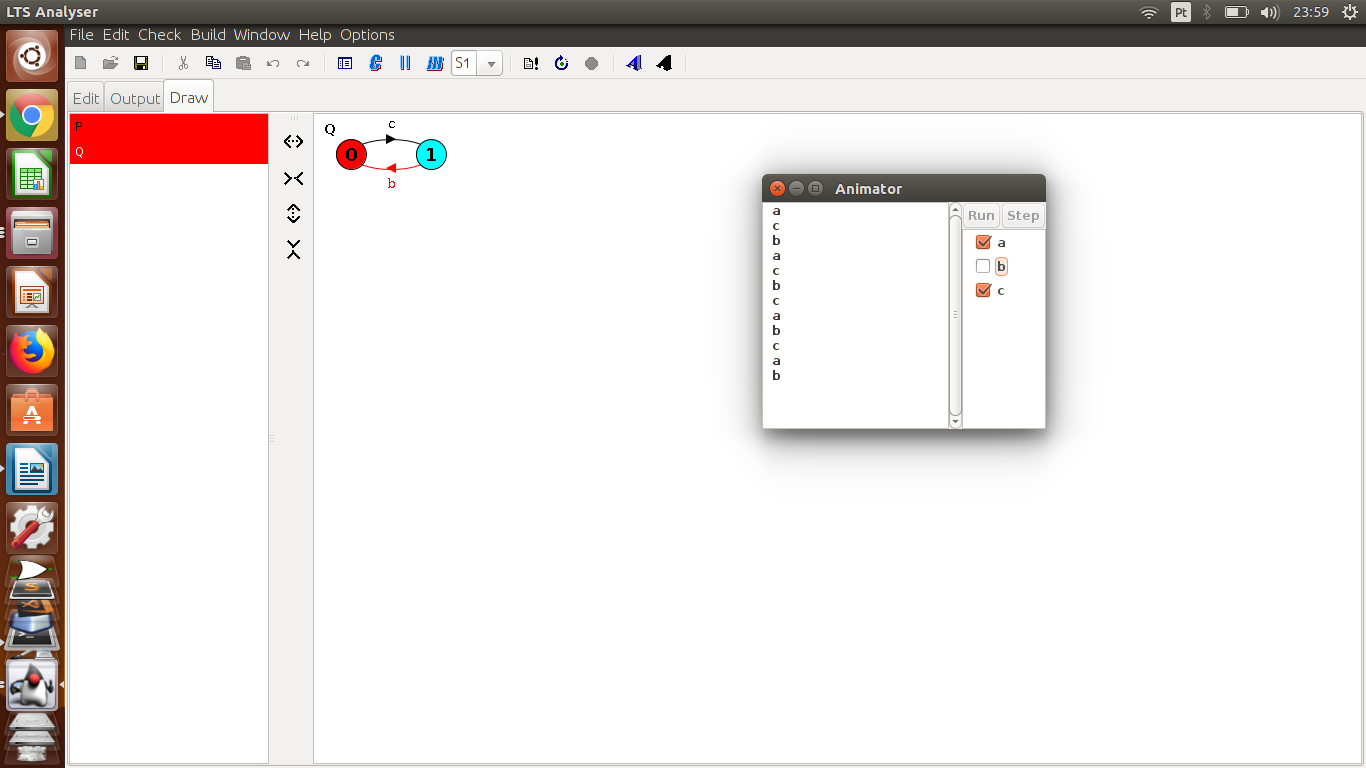 LTS Analyser
Pt
23:59
File Edit Check Build Window Help Options
S1
Edit Output Draw
P
Q
Q
c
0
1
b
Animator
a
c
b
a
c
b
c
a
b
c
a
b
Run Step
a
b
c